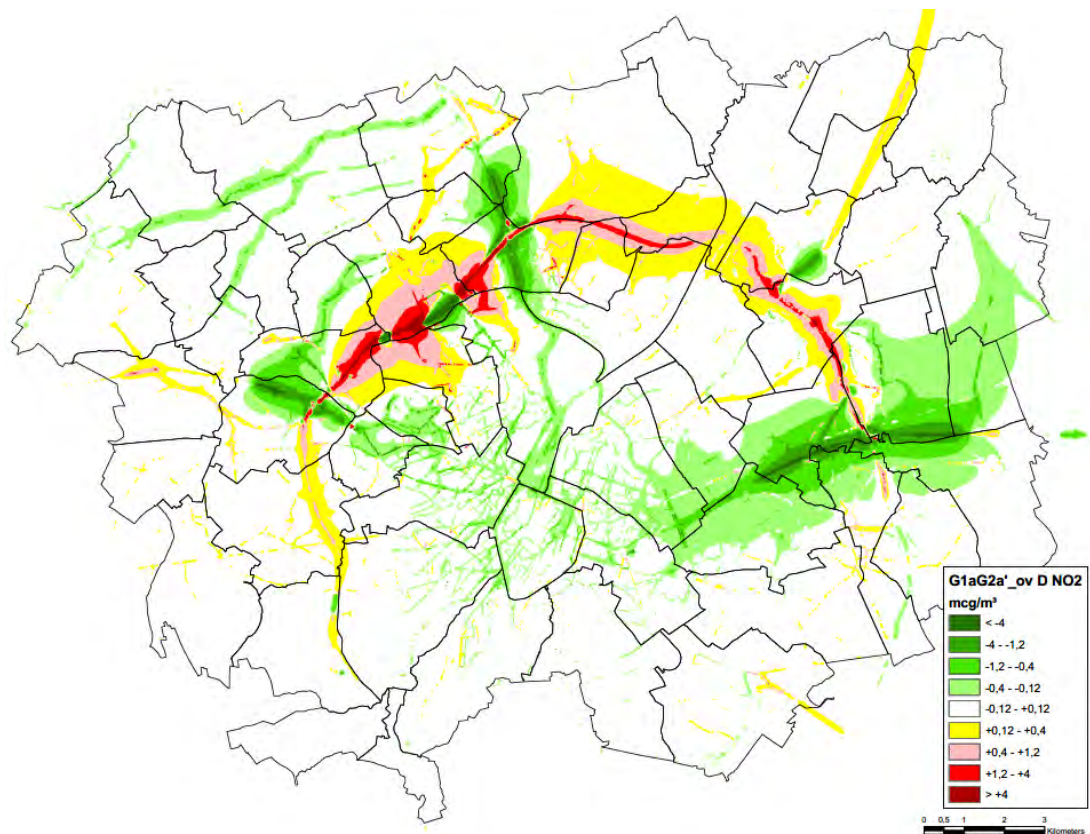 G1aG2a'_ov D NO2
mcg/m³
< -4
-4 - -1,2
-1,2 - -0,4
-0,4 - -0,12
-0,12 - +0,12
+0,12 - +0,4
+0,4 - +1,2
+1,2 - +4
> +4
0 0,5 1 2 3
Kilometers